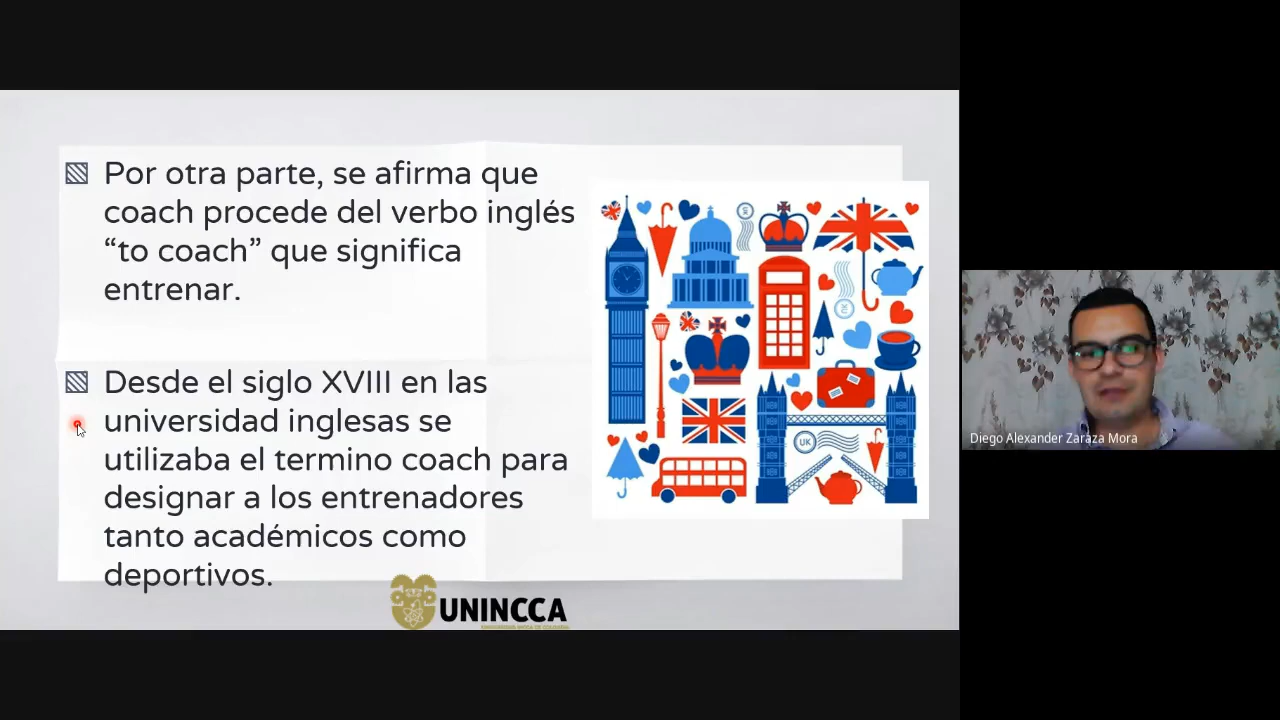 Por otra parte, se afirma que
coach procede del verbo inglés
“to coach” que significa
entrenar.
Desde el siglo XVIII en las
universidad inglesas se
utilizaba el termino coach para
designar a los entrenadores
tanto académicos como
deportivos.
UK
UNINCCA
Diego Alexander Zaraza Mora